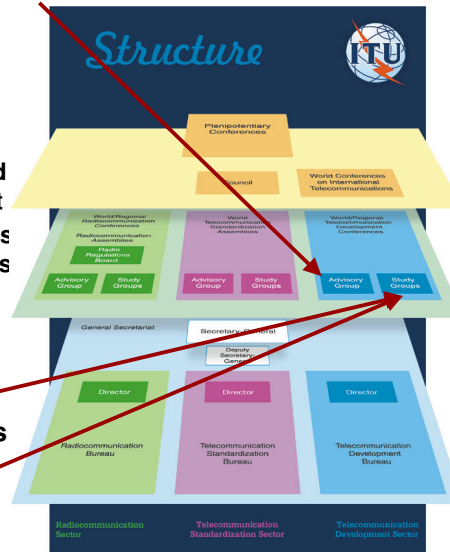 Structure
ITU
Plenipotentiary
Conferences
Council
World Conferences
on International
Telecommunications
d
t
s
s
World/Regional
Radiocommunication
Conferences
Radiocommunication
Assemblies
Radio
Regulations
Board
Advisory
Group
Study
Groups
World
Telecommunication
Standardization
Assemblies
Advisory
Group
Study
Groups
World/Regional
Telecommunication
Development
Conferences
Advisory
Group
Study
Groups
General Secretariat
Secretary-General
Deputy
Secretary-
General
s
Director
Radiocommunication
Bureau
Director
Telecommunication
Standardization
Bureau
Director
Telecommunication
Development
Bureau
Radiocommunication
Sector
Telecommunication
Standardization Sector
Telecommunication
Development Sector